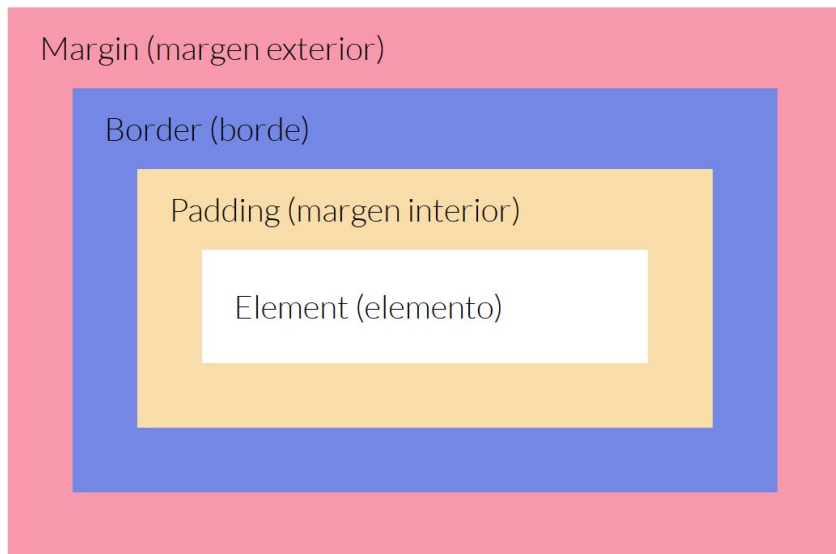 Margin (margen exterior)
Border (borde)
Padding (margen interior)
Element (elemento)